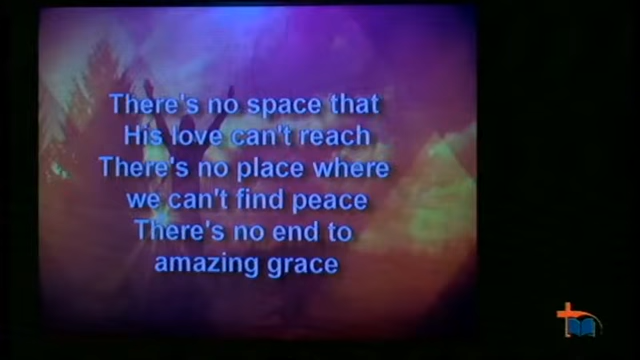 There's no space that
His love can't reach
There's no place where
we can't find peace
There's no end to
amazing grace